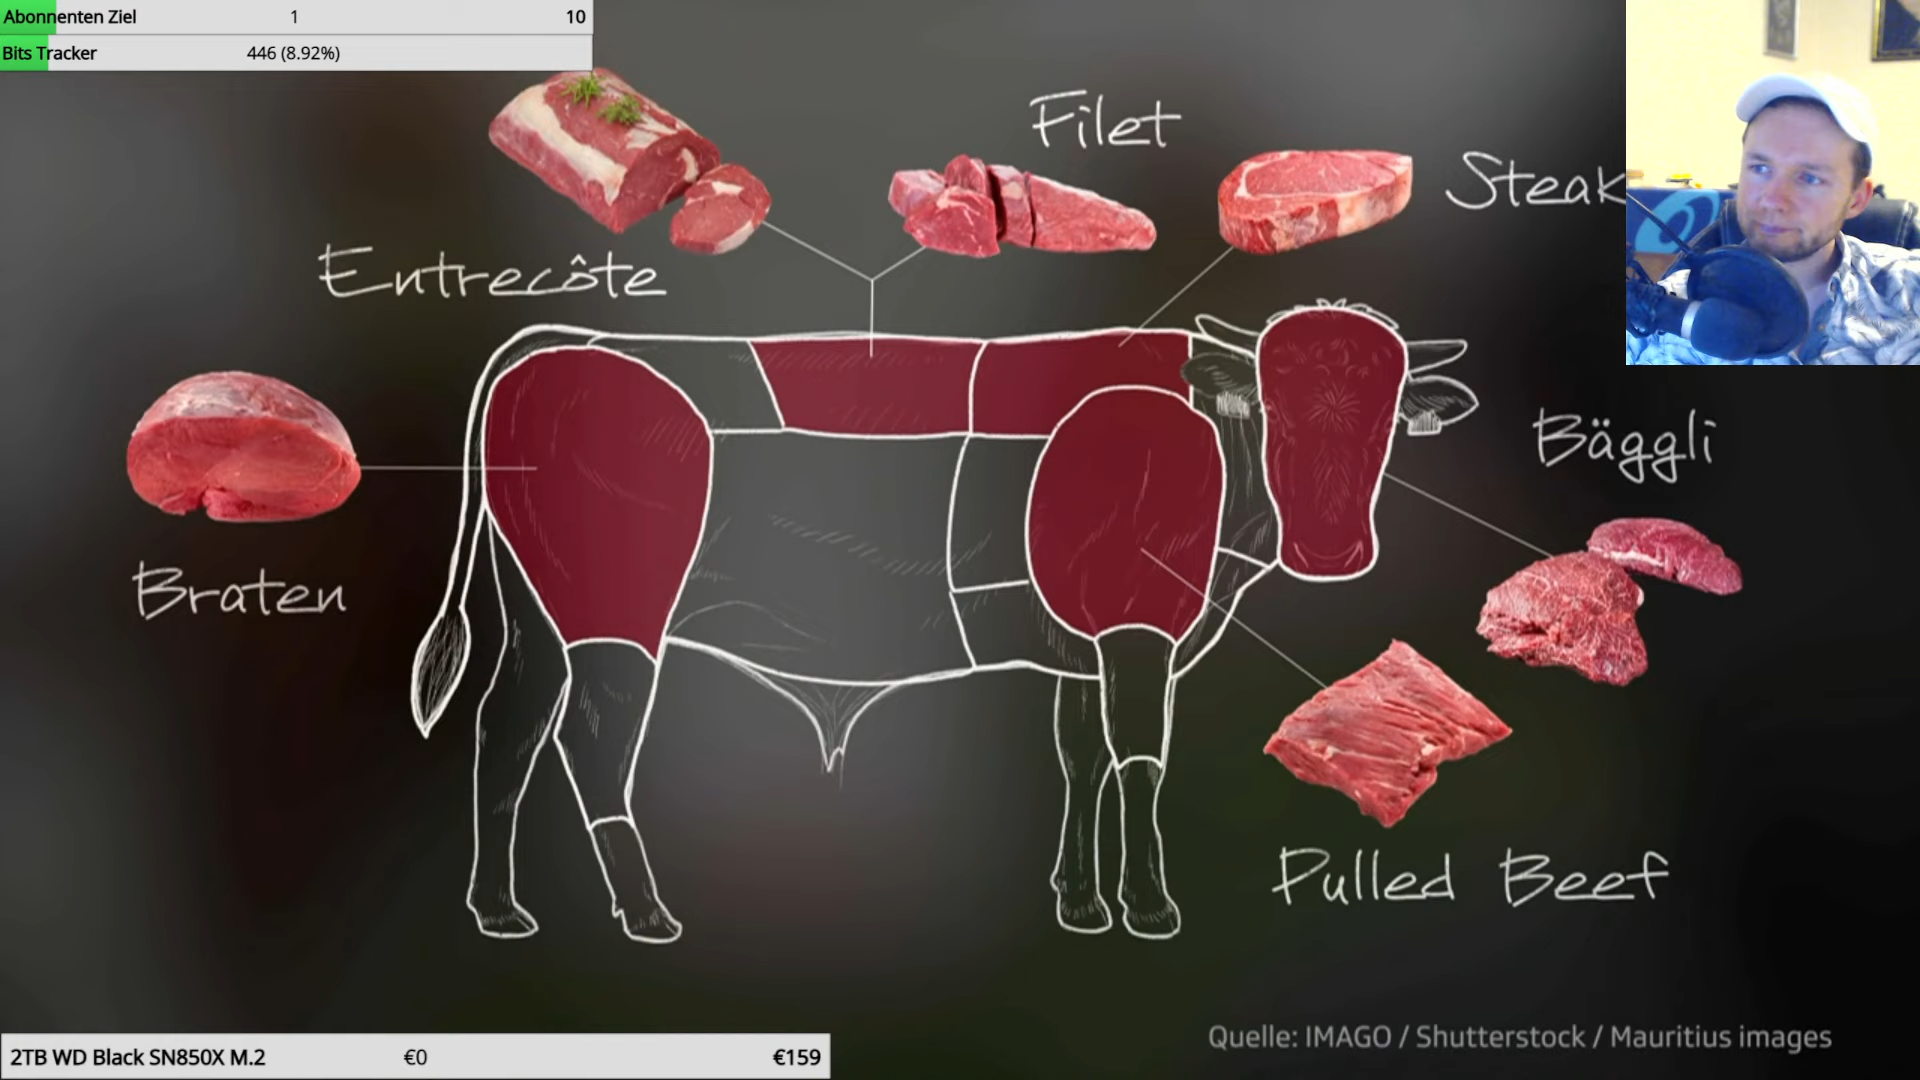 Abonnenten Ziel 1 10
Bits Tracker 446 (8.92%)
Filet
Steak
Entrecôte
Bäggli
Braten
Pulled Beef
Quelle: IMAGO / Shutterstock / Mauritius images
2TB WD Black SN850X M.2 €0 €159